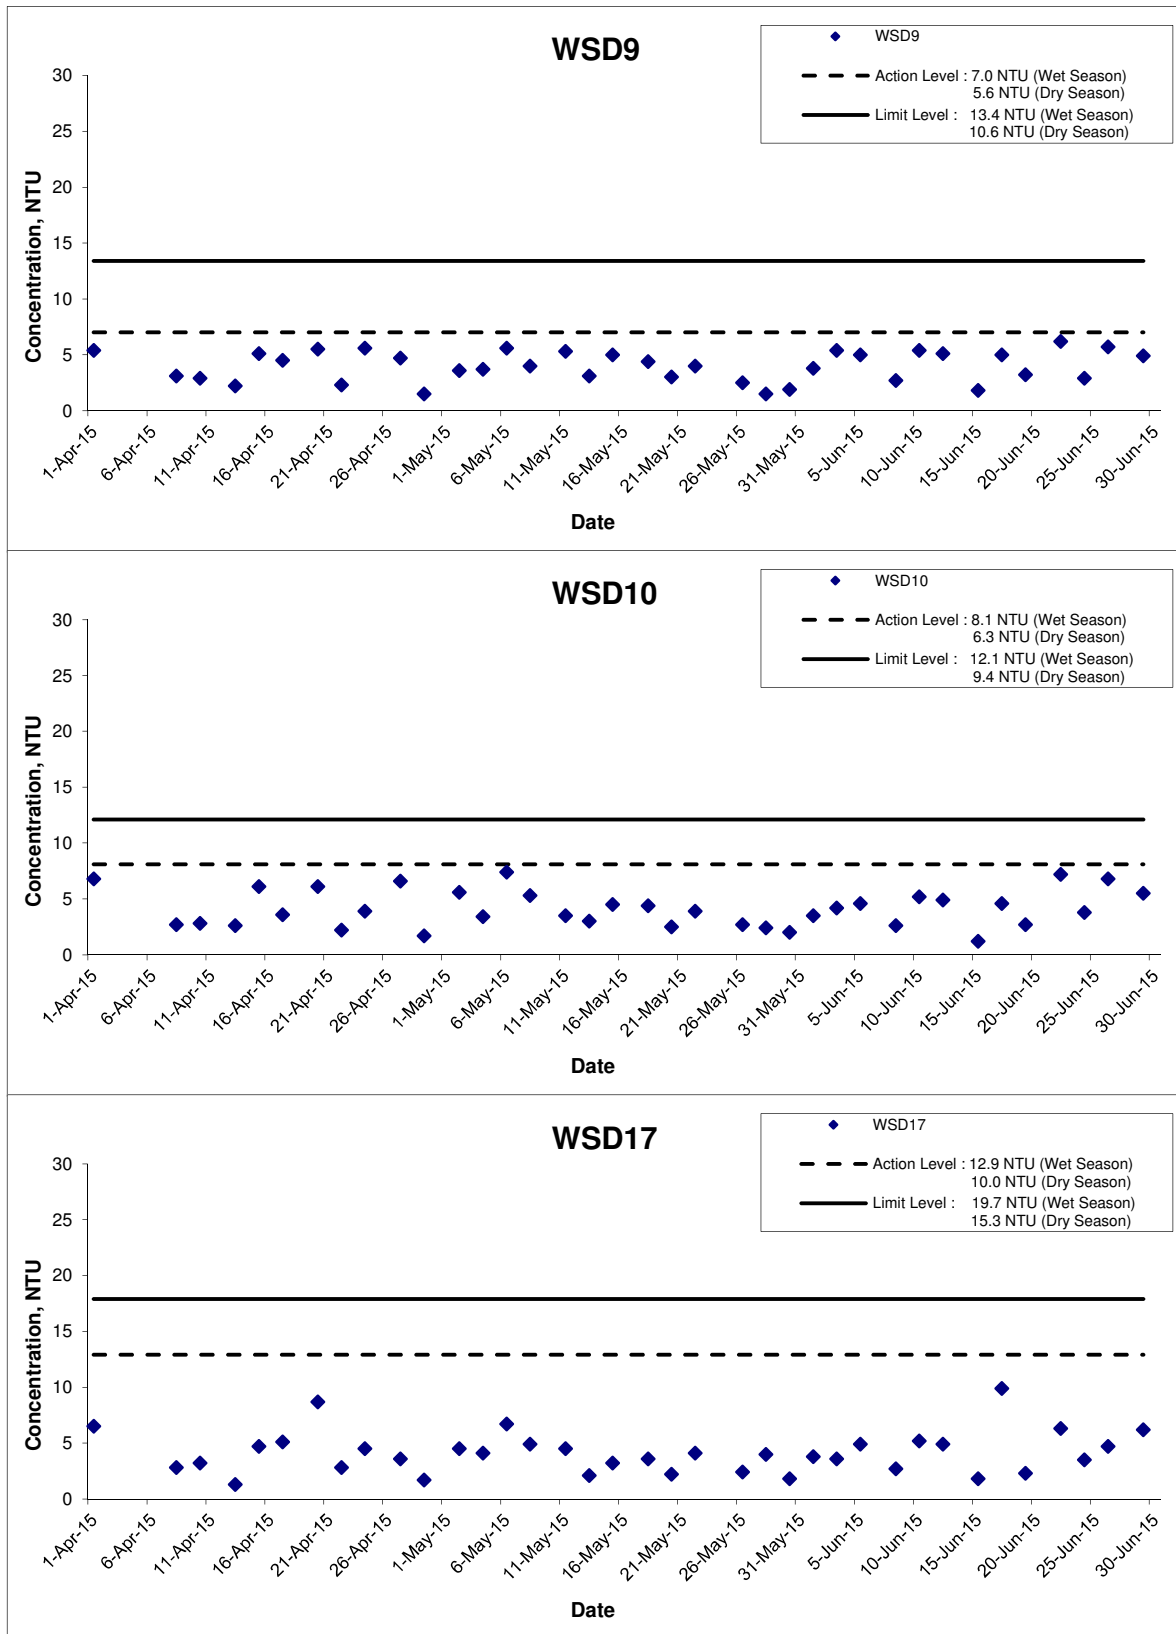 WSD9
WSD9
Action Level : 7.0 NTU (Wet Season)
5.6 NTU (Dry Season)
Limit Level : 13.4 NTU (Wet Season)
10.6 NTU (Dry Season)
Concentration, NTU
30
25
20
15
10
5
0
1-Apr-15
6-Apr-15
11-Apr-15
16-Apr-15
21-Apr-15
26-Apr-15
1-May-15
6-May-15
11-May-15
16-May-15
21-May-15
26-May-15
31-May-15
5-Jun-15
10-Jun-15
15-Jun-15
20-Jun-15
25-Jun-15
30-Jun-15
Date
WSD10
WSD10
Action Level : 8.1 NTU (Wet Season)
6.3 NTU (Dry Season)
Limit Level : 12.1 NTU (Wet Season)
9.4 NTU (Dry Season)
Concentration, NTU
30
25
20
15
10
5
0
1-Apr-15
6-Apr-15
11-Apr-15
16-Apr-15
21-Apr-15
26-Apr-15
1-May-15
6-May-15
11-May-15
16-May-15
21-May-15
26-May-15
31-May-15
5-Jun-15
10-Jun-15
15-Jun-15
20-Jun-15
25-Jun-15
30-Jun-15
Date
WSD17
WSD17
Action Level : 12.9 NTU (Wet Season)
10.0 NTU (Dry Season)
Limit Level : 19.7 NTU (Wet Season)
15.3 NTU (Dry Season)
Concentration, NTU
30
25
20
15
10
5
0
1-Apr-15
6-Apr-15
11-Apr-15
16-Apr-15
21-Apr-15
26-Apr-15
1-May-15
6-May-15
11-May-15
16-May-15
21-May-15
26-May-15
31-May-15
5-Jun-15
10-Jun-15
15-Jun-15
20-Jun-15
25-Jun-15
30-Jun-15
Date